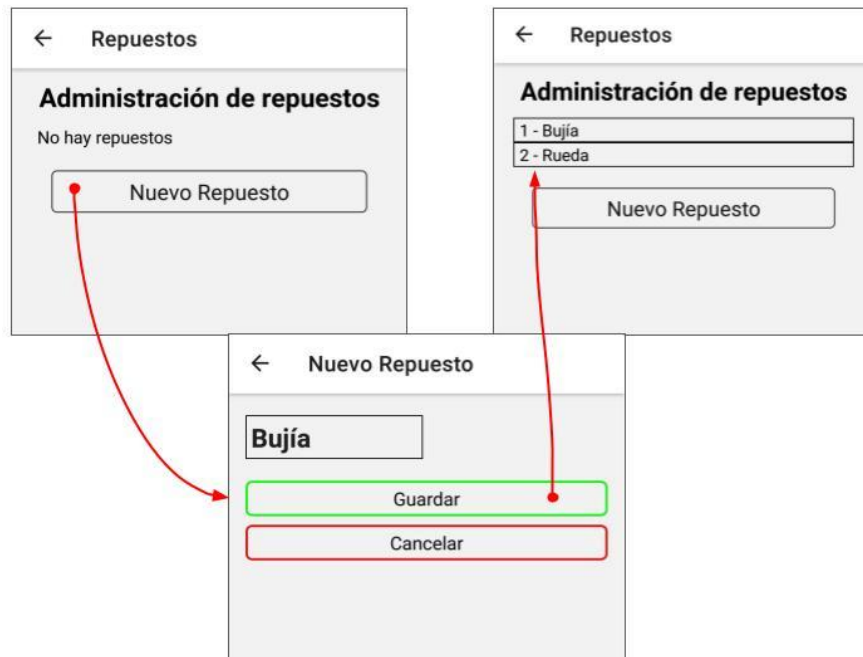 Repuestos
Administración de repuestos
No hay repuestos
Nuevo Repuesto
Repuestos
Administración de repuestos
1 - Bujía
2 - Rueda
Nuevo Repuesto
Nuevo Repuesto
Bujía
Guardar
Cancelar